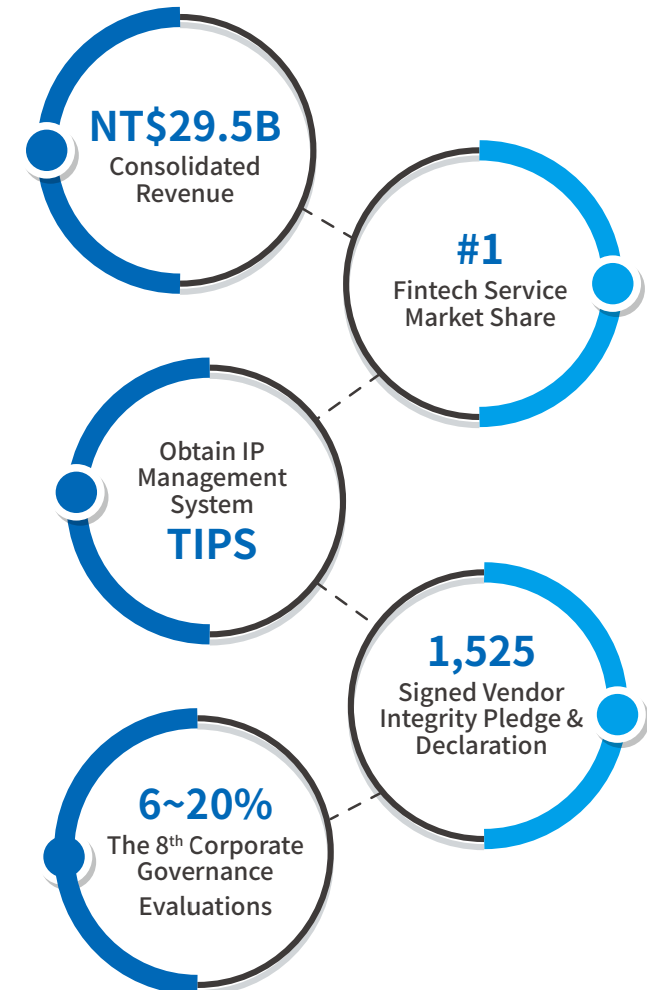 NT$29.5B
Consolidated
Revenue
#1
Fintech Service
Market Share
Obtain IP
Management
System
TIPS
1,525
Signed Vendor
Integrity Pledge &
Declaration
6~20%
The 8th Corporate
Governance
Evaluations